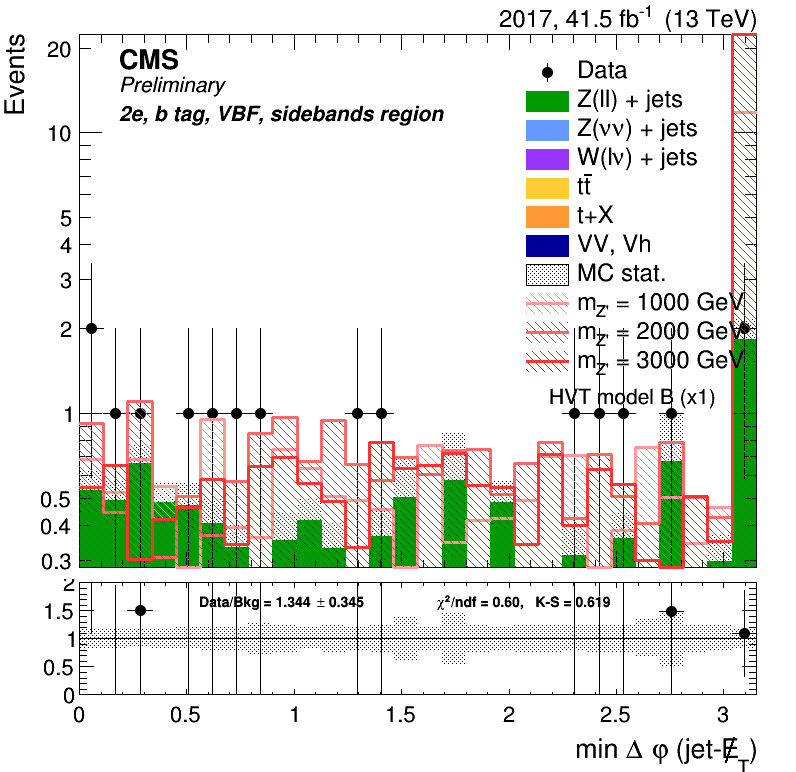 2017, 41.5 fb⁻¹ (13 TeV)
Events
CMS
Preliminary
2e, b tag, VBF, sidebands region
Data
Z(ll) + jets
Z(νν) + jets
W(lν) + jets
tt̄
t+X
VV, Vh
MC stat.
m_Z' = 1000 GeV
m_Z' = 2000 GeV
m_Z' = 3000 GeV
HVT model B (x1)
20
10
5
4
3
2
1
0.5
0.4
0.3
Data/Bkg = 1.344 ± 0.345
χ²/ndf = 0.60, K-S = 0.619
2
1.5
1
0.5
0
0 0.5 1 1.5 2 2.5 3
min Δ φ (jet-E̸_T)